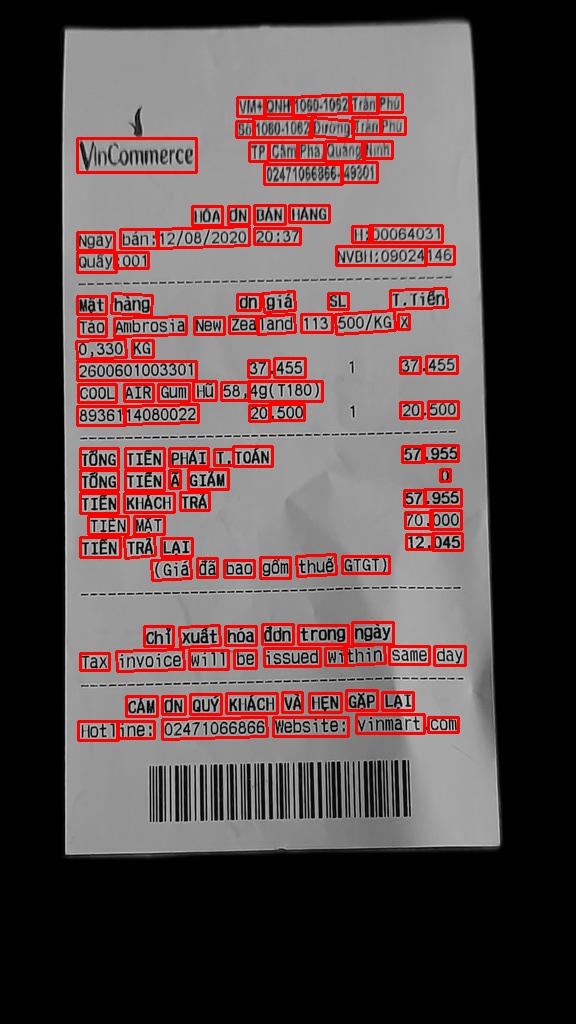 VinCommerce
VM+ QNH 1060-1062 Trần Phú
Số 1060-1062 Đường Trần Phú
TP Cẩm Phả Quảng Ninh
02471066866-49301
HÓA ĐƠN BÁN HÀNG
Ngày bán:12/08/2020 20:37 H:00064031
Quầy:001 NVBH:09024146
Mặt hàng Đơn giá SL T.Tiền
Táo Ambrosia New Zealand 113,500/KG X
0,330 KG
2600601003301 37.455 1 37.455
COOL AIR Gum Hũ 58,4g(T180)
8936114080022 20.500 1 20.500
TỔNG TIỀN PHẢI T.TOÁN 57.955
TỔNG TIỀN ĐÃ GIẢM 0
TIỀN KHÁCH TRẢ 57.955
TIỀN MẶT 70.000
TIỀN TRẢ LẠI 12.045
(Giá đã bao gồm thuế GTGT)
Chỉ xuất hóa đơn trong ngày
Tax invoice will be issued within same day
CẢM ƠN QUÝ KHÁCH VÀ HẸN GẶP LẠI
Hotline: 02471066866 Website: vinmart.com